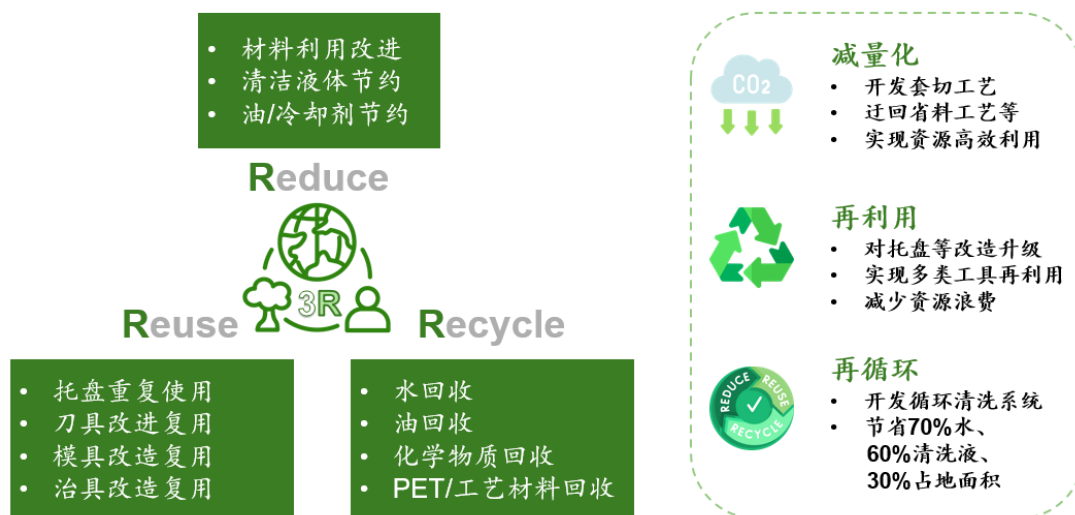 • 材料利用改进
• 清洁液体节约
• 油/冷却剂节约
Reduce
3R
Reuse
Recycle
• 托盘重复使用
• 刀具改进复用
• 模具改造复用
• 治具改造复用
• 水回收
• 油回收
• 化学物质回收
• PET/工艺材料回收
CO2
减量化
• 开发套切工艺
• 迂回省料工艺等
• 实现资源高效利用
再利用
• 对托盘等改造升级
• 实现多类工具再利用
• 减少资源浪费
REDUCE
REUSE
RECYCLE
再循环
• 开发循环清洗系统
• 节省70%水、
60%清洗液、
30%占地面积